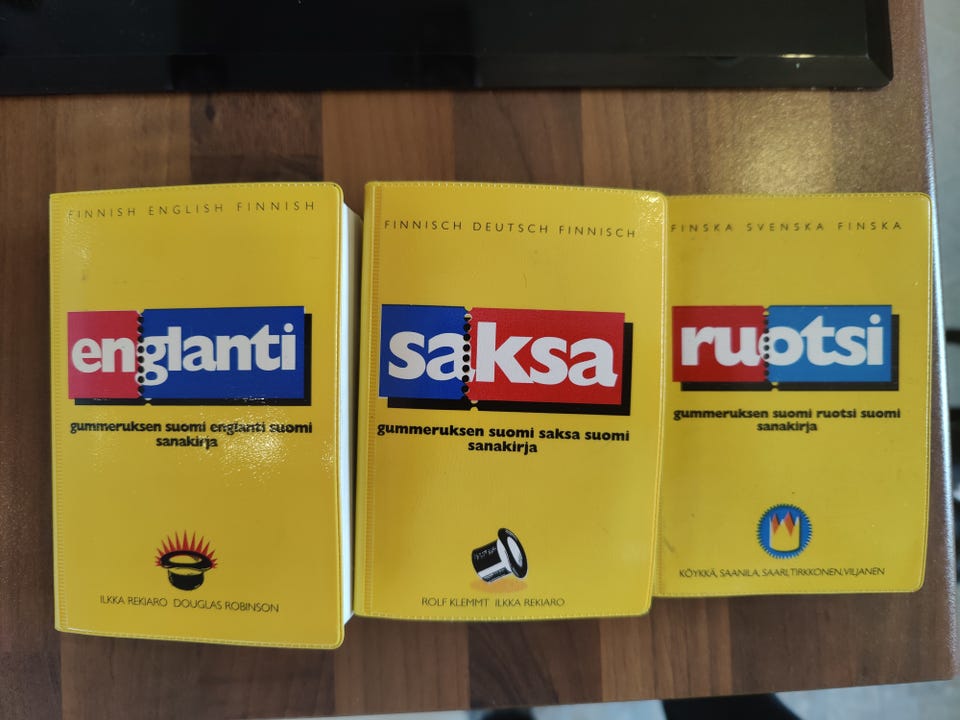 FINNISH ENGLISH FINNISH
englanti
gummeruksen suomi englanti suomi
sanakirja
ILKKA REKIARO DOUGLAS ROBINSON
FINNISCH DEUTSCH FINNISCH
saksa
gummeruksen suomi saksa suomi
sanakirja
ROLF KLEMMT ILKKA REKIARO
FINSKA SVENSKA FINSKA
ruotsi
gummeruksen suomi ruotsi suomi
sanakirja
KÖYKKÄ, SAANILA, SAARI, TIRKKONEN, VILJANEN